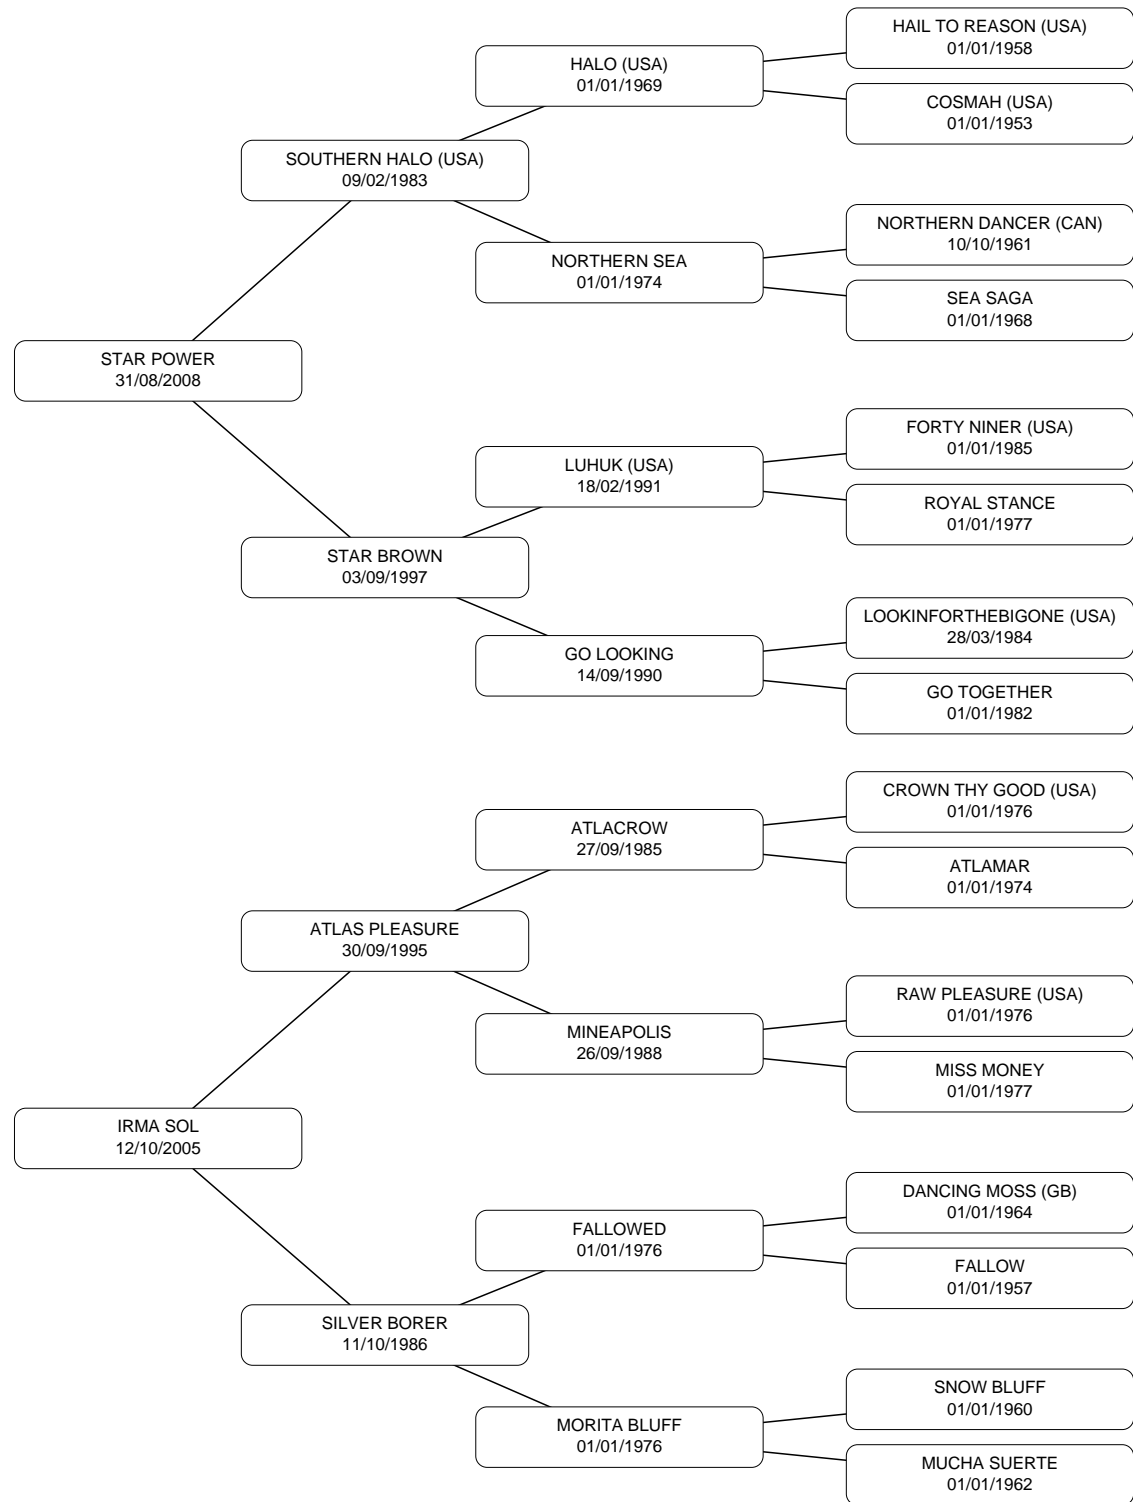 HAIL TO REASON (USA)
01/01/1958
HALO (USA)
01/01/1969
COSMAH (USA)
01/01/1953
SOUTHERN HALO (USA)
09/02/1983
NORTHERN DANCER (CAN)
10/10/1961
NORTHERN SEA
01/01/1974
SEA SAGA
01/01/1968
STAR POWER
31/08/2008
FORTY NINER (USA)
01/01/1985
LUHUK (USA)
18/02/1991
ROYAL STANCE
01/01/1977
STAR BROWN
03/09/1997
LOOKINFORTHEBIGONE (USA)
28/03/1984
GO LOOKING
14/09/1990
GO TOGETHER
01/01/1982
CROWN THY GOOD (USA)
01/01/1976
ATLACROW
27/09/1985
ATLAMAR
01/01/1974
ATLAS PLEASURE
30/09/1995
RAW PLEASURE (USA)
01/01/1976
MINEAPOLIS
26/09/1988
MISS MONEY
01/01/1977
IRMA SOL
12/10/2005
DANCING MOSS (GB)
01/01/1964
FALLOWED
01/01/1976
FALLOW
01/01/1957
SILVER BORER
11/10/1986
SNOW BLUFF
01/01/1960
MORITA BLUFF
01/01/1976
MUCHA SUERTE
01/01/1962